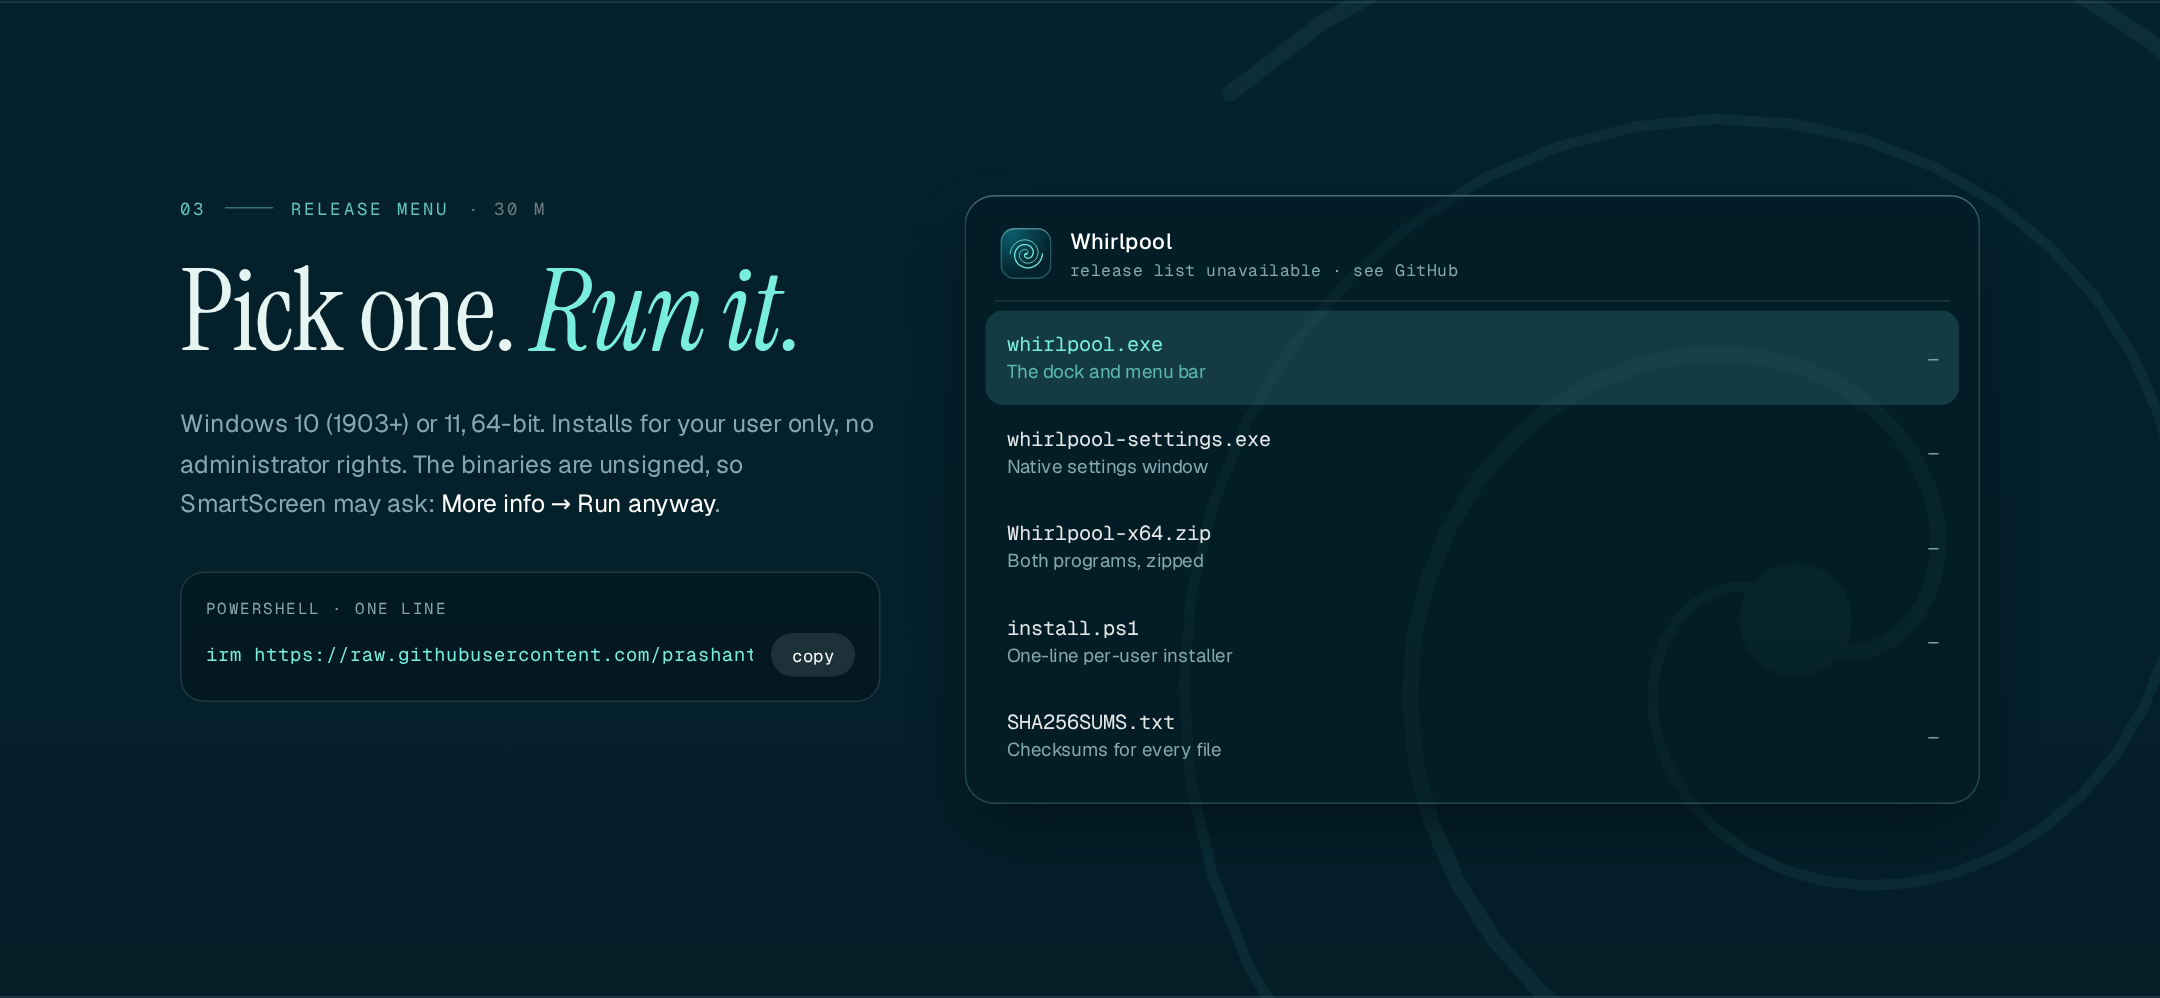 03 — RELEASE MENU · 30 M
Pick one. Run it.
Windows 10 (1903+) or 11, 64-bit. Installs for your user only, no
administrator rights. The binaries are unsigned, so
SmartScreen may ask: More info → Run anyway.
POWERSHELL · ONE LINE
irm https://raw.githubusercontent.com/prashant
copy
Whirlpool
release list unavailable · see GitHub
whirlpool.exe
The dock and menu bar
–
whirlpool-settings.exe
Native settings window
–
Whirlpool-x64.zip
Both programs, zipped
–
install.ps1
One-line per-user installer
–
SHA256SUMS.txt
Checksums for every file
–